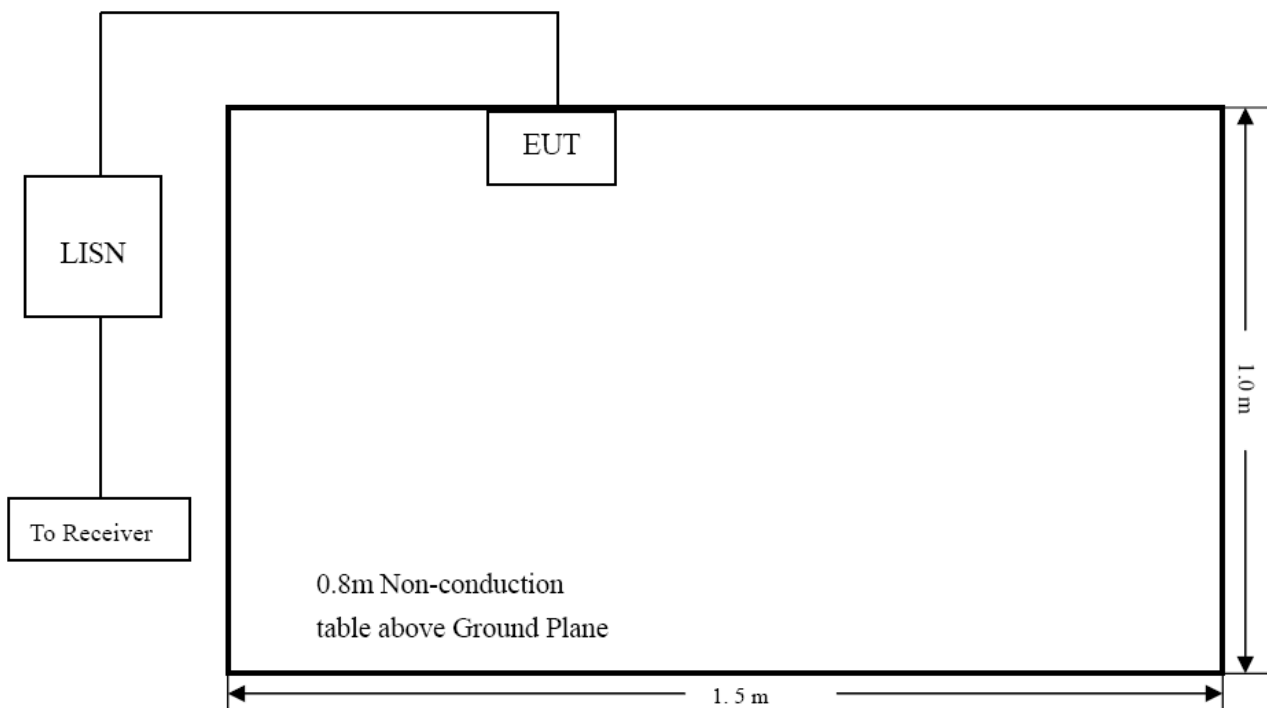 EUT
LISN
1.0 m
To Receiver
0.8m Non-conduction
table above Ground Plane
1. 5 m